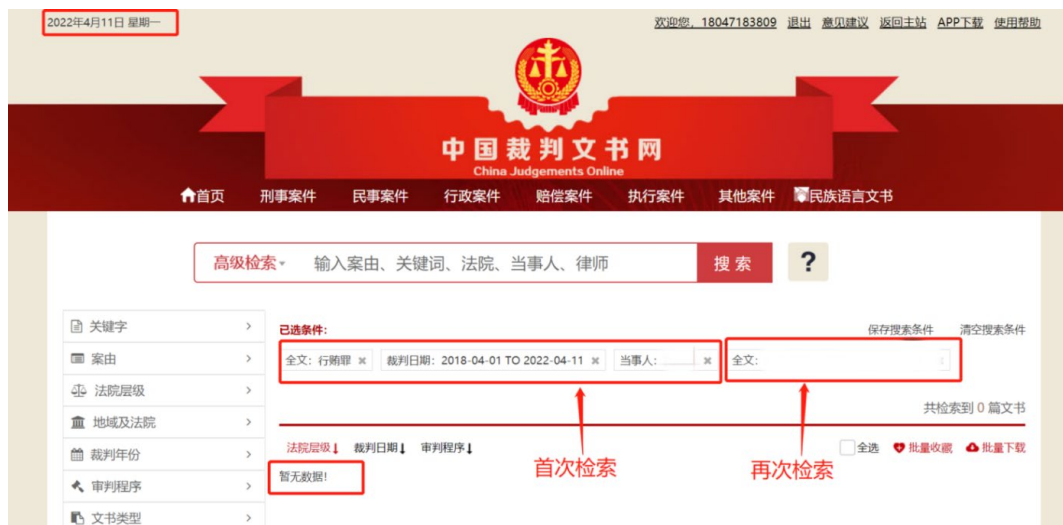 2022年4月11日 星期一
欢迎您，18047183809 退出 意见建议 返回主站 APP下载 使用帮助
中国裁判文书网
China Judgements Online
首页 刑事案件 民事案件 行政案件 赔偿案件 执行案件 其他案件 民族语言文书
高级检索 输入案由、关键词、法院、当事人、律师 搜索 ?
关键字
案由
法院层级
地域及法院
裁判年份
审判程序
文书类型
已选条件:
保存搜索条件 清空搜索条件
全文: 行贿罪 × 裁判日期: 2018-04-01 TO 2022-04-11 × 当事人: × 全文:
共检索到 0 篇文书
法院层级↓ 裁判日期↓ 审判程序↓ 全选 批量收藏 批量下载
暂无数据!
首次检索 再次检索